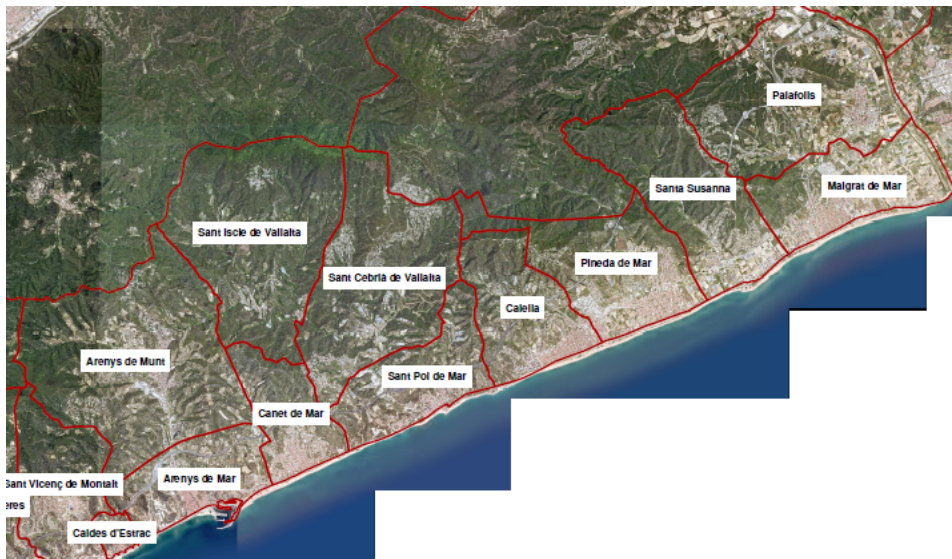 Palafolls
Malgrat de Mar
Santa Susanna
Sant Iscle de Vallalta
Pineda de Mar
Sant Cebrià de Vallalta
Calella
Arenys de Munt
Sant Pol de Mar
Canet de Mar
Arenys de Mar
Sant Vicenç de Montalt
eres
Caldes d'Estrac